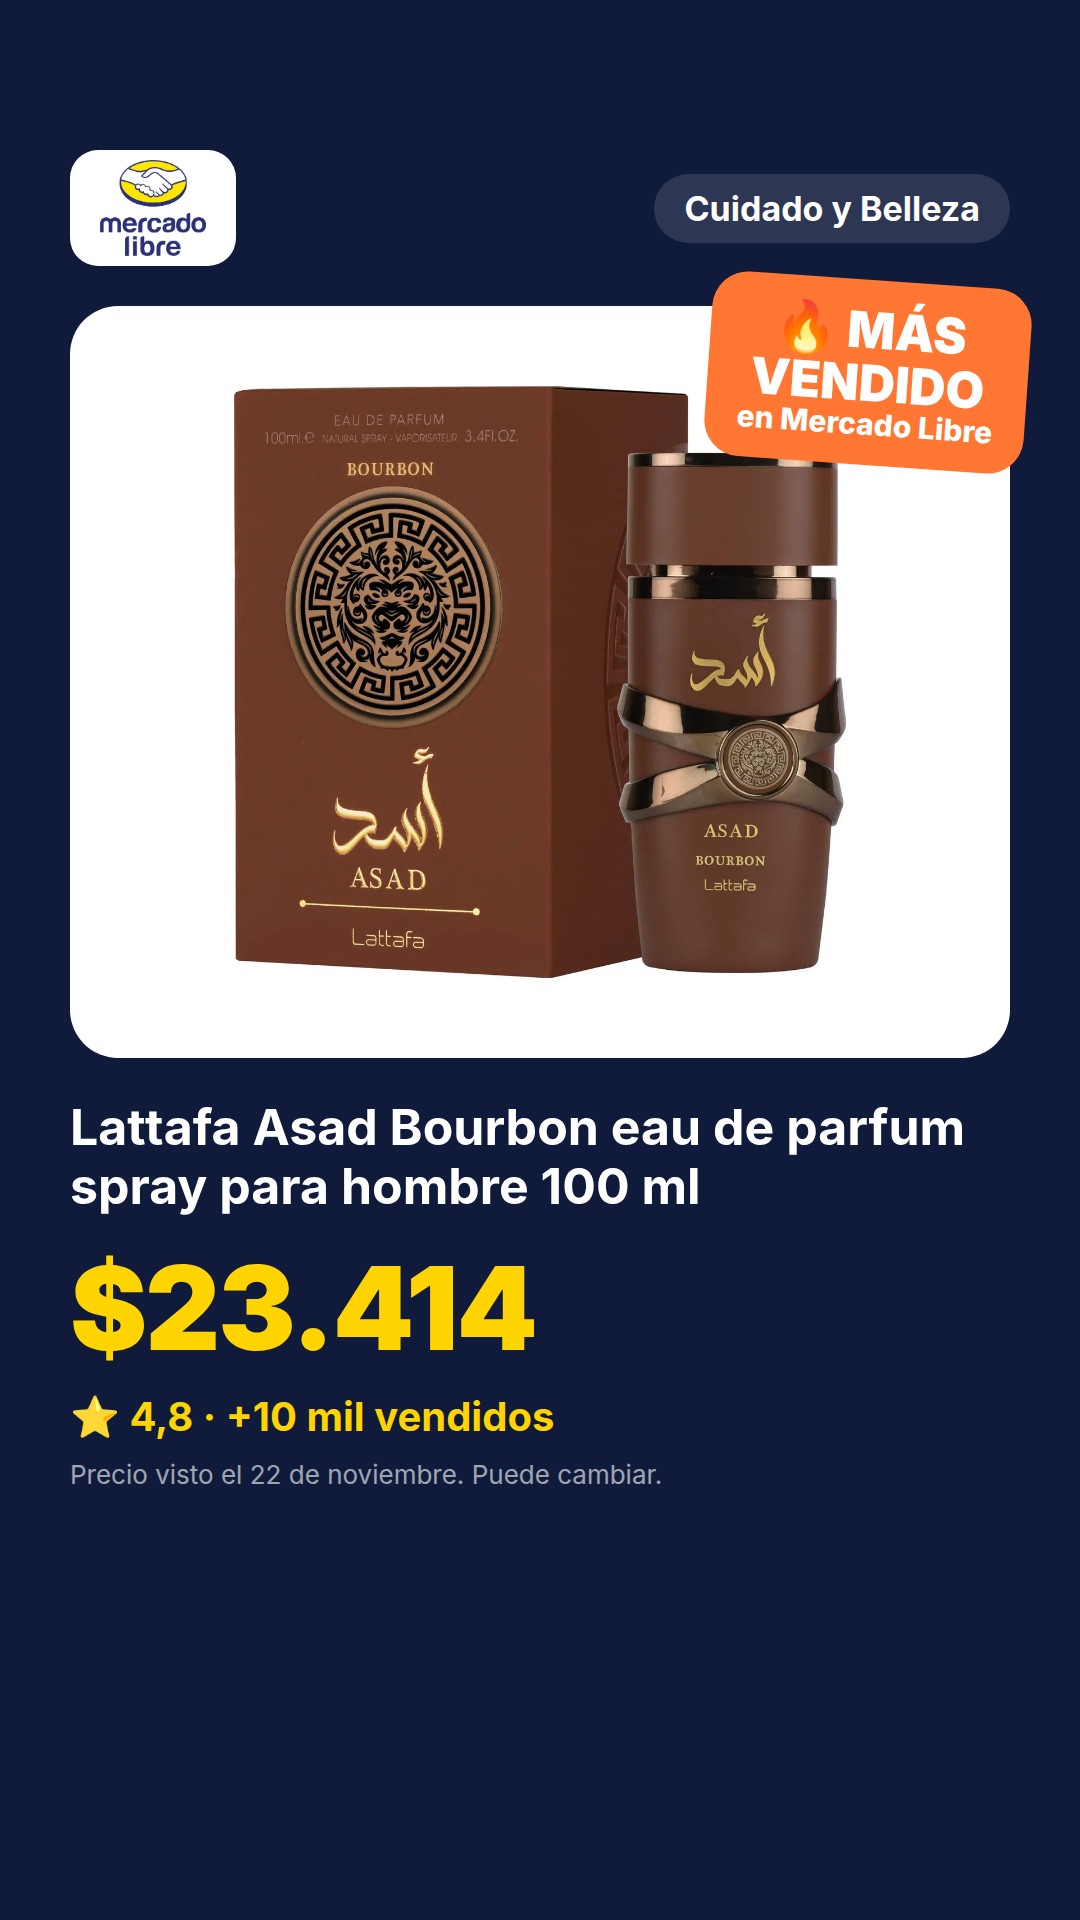 mercado
libre
Cuidado y Belleza
🔥 MÁS
VENDIDO
en Mercado Libre
EAU DE PARFUM
100ml.e NATURAL SPRAY - VAPORISATEUR 3.4Fl.OZ.
BOURBON
أسد
ASAD
Lattafa
أسد
ASAD
BOURBON
Lattafa
Lattafa Asad Bourbon eau de parfum
spray para hombre 100 ml
$23.414
⭐ 4,8 · +10 mil vendidos
Precio visto el 22 de noviembre. Puede cambiar.